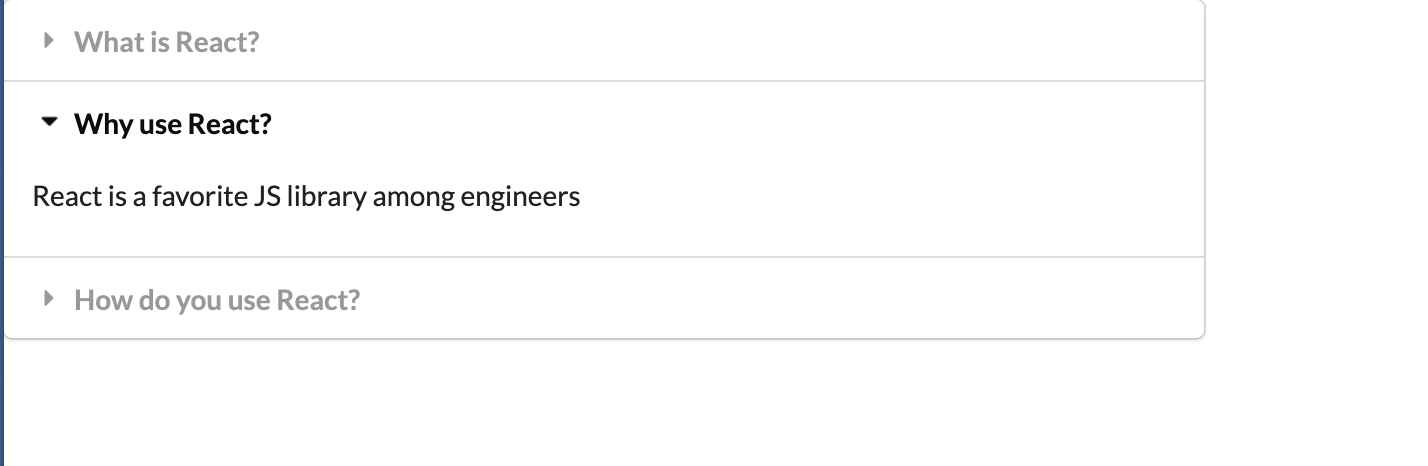 What is React?
Why use React?
React is a favorite JS library among engineers
How do you use React?